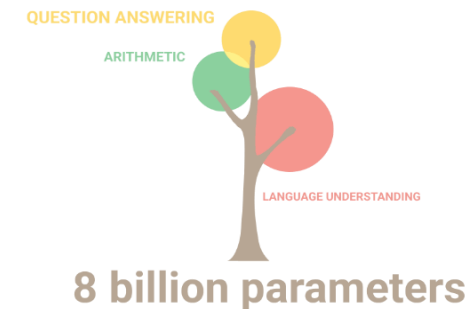 QUESTION ANSWERING
ARITHMETIC
LANGUAGE UNDERSTANDING
8 billion parameters